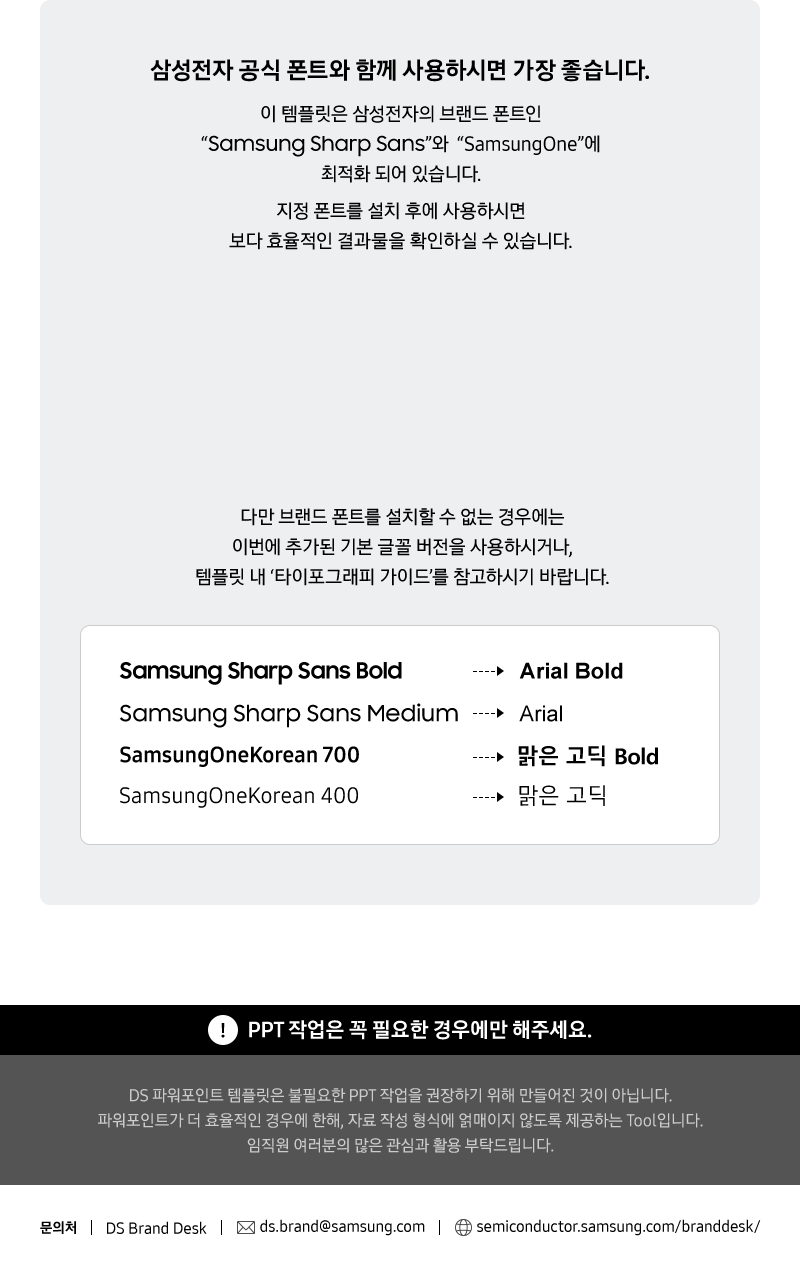 삼성전자 공식 폰트와 함께 사용하시면 가장 좋습니다.
이 템플릿은 삼성전자의 브랜드 폰트인
“Samsung Sharp Sans”와 “SamsungOne”에
최적화 되어 있습니다.
지정 폰트를 설치 후에 사용하시면
보다 효율적인 결과물을 확인하실 수 있습니다.
다만 브랜드 폰트를 설치할 수 없는 경우에는
이번에 추가된 기본 글꼴 버전을 사용하시거나,
템플릿 내 ‘타이포그래피 가이드’를 참고하시기 바랍니다.
Samsung Sharp Sans Bold Arial Bold
Samsung Sharp Sans Medium Arial
SamsungOneKorean 700 맑은 고딕 Bold
SamsungOneKorean 400 맑은 고딕
! PPT 작업은 꼭 필요한 경우에만 해주세요.
DS 파워포인트 템플릿은 불필요한 PPT 작업을 권장하기 위해 만들어진 것이 아닙니다.
파워포인트가 더 효율적인 경우에 한해, 자료 작성 형식에 얽매이지 않도록 제공하는 Tool입니다.
임직원 여러분의 많은 관심과 활용 부탁드립니다.
문의처 | DS Brand Desk | ds.brand@samsung.com | semiconductor.samsung.com/branddesk/